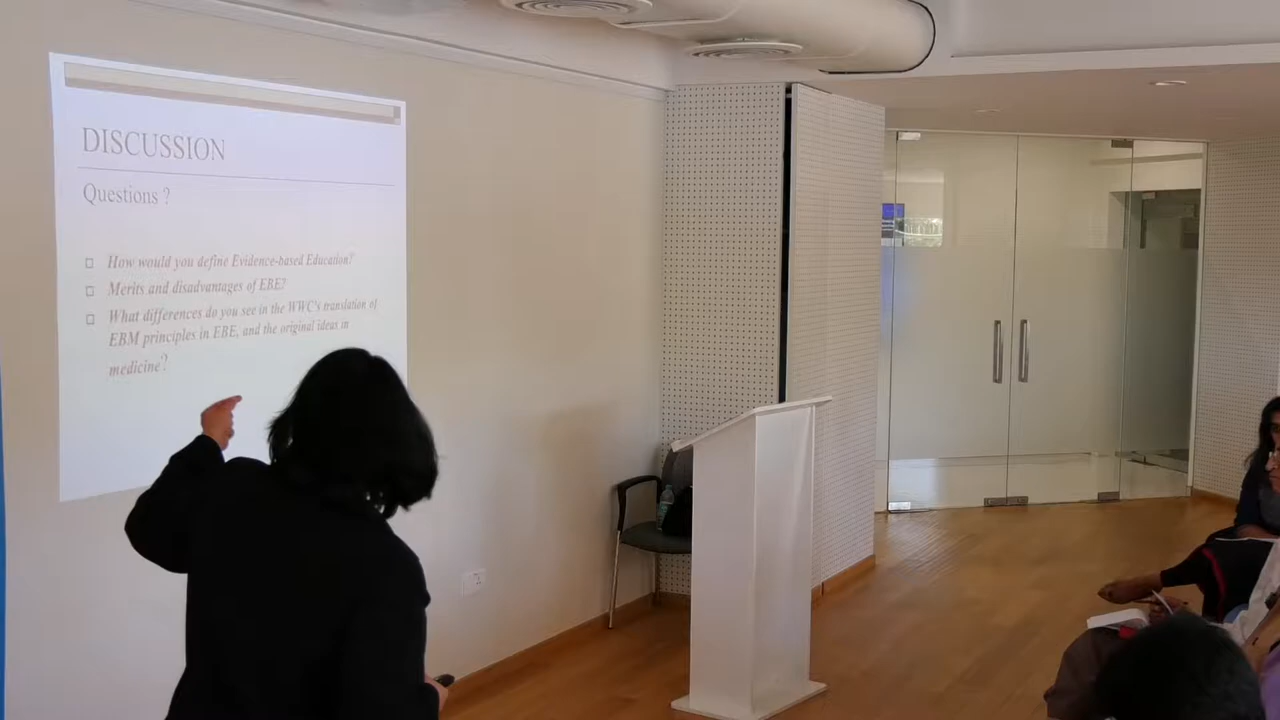 DISCUSSION
Questions ?
How would you define Evidence-based Education?
Merits and disadvantages of EBE?
What differences do you see in the WWC's translation of
EBM principles in EBE, and the original ideas in
medicine?